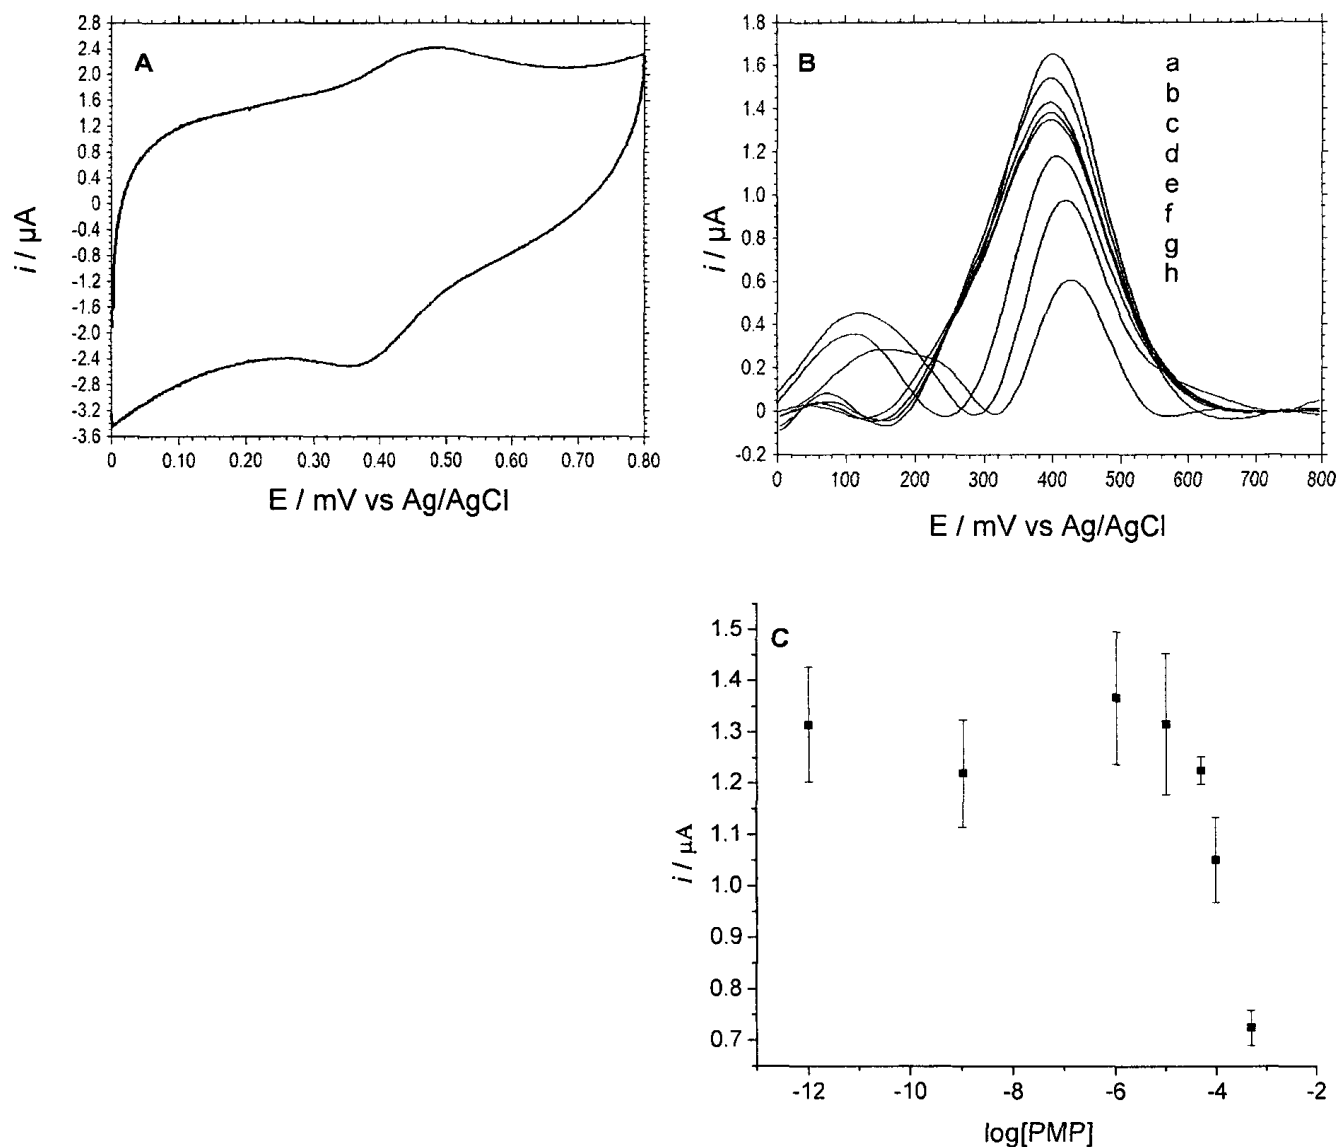 A
2.8
2.4
2.0
1.6
1.2
0.8
0.4
0
-0.4
-0.8
-1.2
-1.6
-2.0
-2.4
-2.8
-3.2
-3.6
i / µA
0 0.10 0.20 0.30 0.40 0.50 0.60 0.70 0.80
E / mV vs Ag/AgCl
B
1.8
1.6
1.4
1.2
1.0
0.8
0.6
0.4
0.2
0
-0.2
i / µA
a
b
c
d
e
f
g
h
0 100 200 300 400 500 600 700 800
E / mV vs Ag/AgCl
C
1.5
1.4
1.3
1.2
1.1
1.0
0.9
0.8
0.7
i / µA
-12 -10 -8 -6 -4 -2
log[PMP]